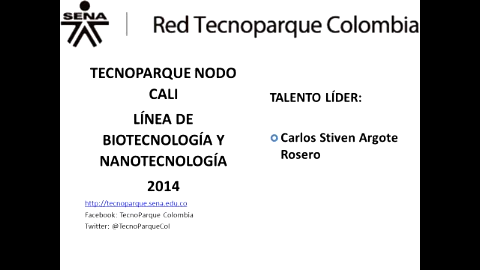 SENA
Red Tecnoparque Colombia
TECNOPARQUE NODO
CALI
LÍNEA DE
BIOTECNOLOGÍA Y
NANOTECNOLOGÍA
2014
http://tecnoparque.sena.edu.co
Facebook: TecnoParque Colombia
Twitter: @TecnoParqueCol
TALENTO LÍDER:
Carlos Stiven Argote
Rosero